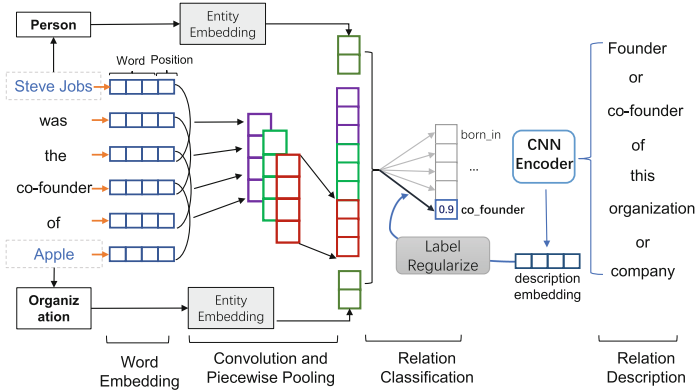 Person
Entity
Embedding
Word
Position
Steve Jobs
was
the
co-founder
of
Apple
Organiz
ation
Entity
Embedding
born_in
...
0.9
co_founder
Label
Regularize
CNN
Encoder
description
embedding
Founder
or
co-founder
of
this
organization
or
company
Word
Embedding
Convolution and
Piecewise Pooling
Relation
Classification
Relation
Description